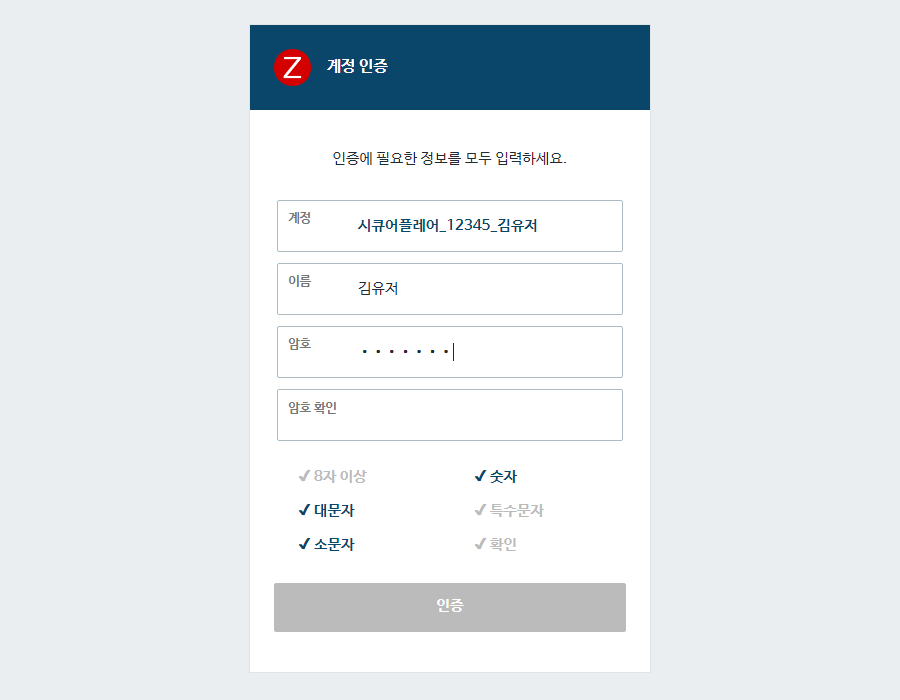 Z 계정 인증
인증에 필요한 정보를 모두 입력하세요.
계정 시큐어플레어_12345_김유저
이름 김유저
암호 •••••••
암호 확인
✔ 8자 이상 ✔ 숫자
✔ 대문자 ✔ 특수문자
✔ 소문자 ✔ 확인
인증